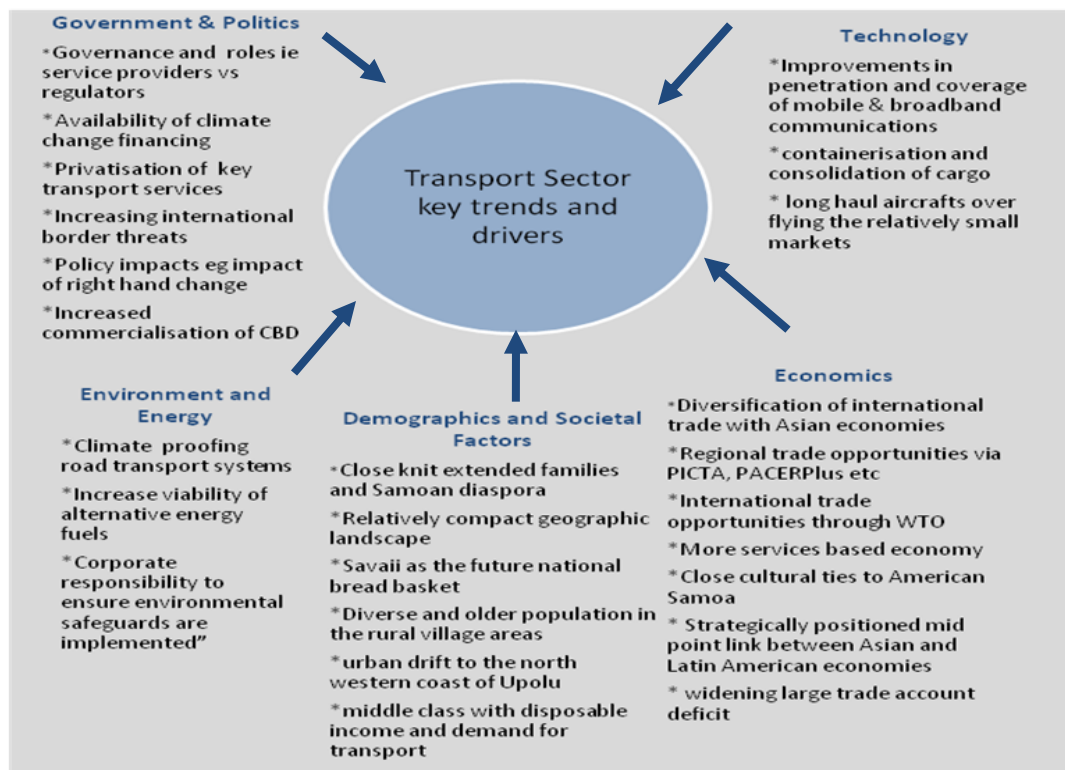 Government & Politics
*Governance and roles ie
service providers vs
regulators
*Availability of climate
change financing
*Privatisation of key
transport services
*Increasing international
border threats
*Policy impacts eg impact
of right hand change
*Increased
commercialisation of CBD
Technology
*Improvements in
penetration and coverage
of mobile & broadband
communications
*containerisation and
consolidation of cargo
* long haul aircrafts over
flying the relatively small
markets
Transport Sector
key trends and
drivers
Environment and
Energy
*Climate proofing
road transport systems
*Increase viability of
alternative energy
fuels
*Corporate
responsibility to
ensure environmental
safeguards are
implemented”
Demographics and Societal
Factors
*Close knit extended families
and Samoan diaspora
*Relatively compact geographic
landscape
*Savaii as the future national
bread basket
*Diverse and older population in
the rural village areas
*urban drift to the north
western coast of Upolu
*middle class with disposable
income and demand for
transport
Economics
*Diversification of international
trade with Asian economies
*Regional trade opportunities via
PICTA, PACERPlus etc
*International trade
opportunities through WTO
*More services based economy
*Close cultural ties to American
Samoa
* Strategically positioned mid
point link between Asian and
Latin American economies
* widening large trade account
deficit